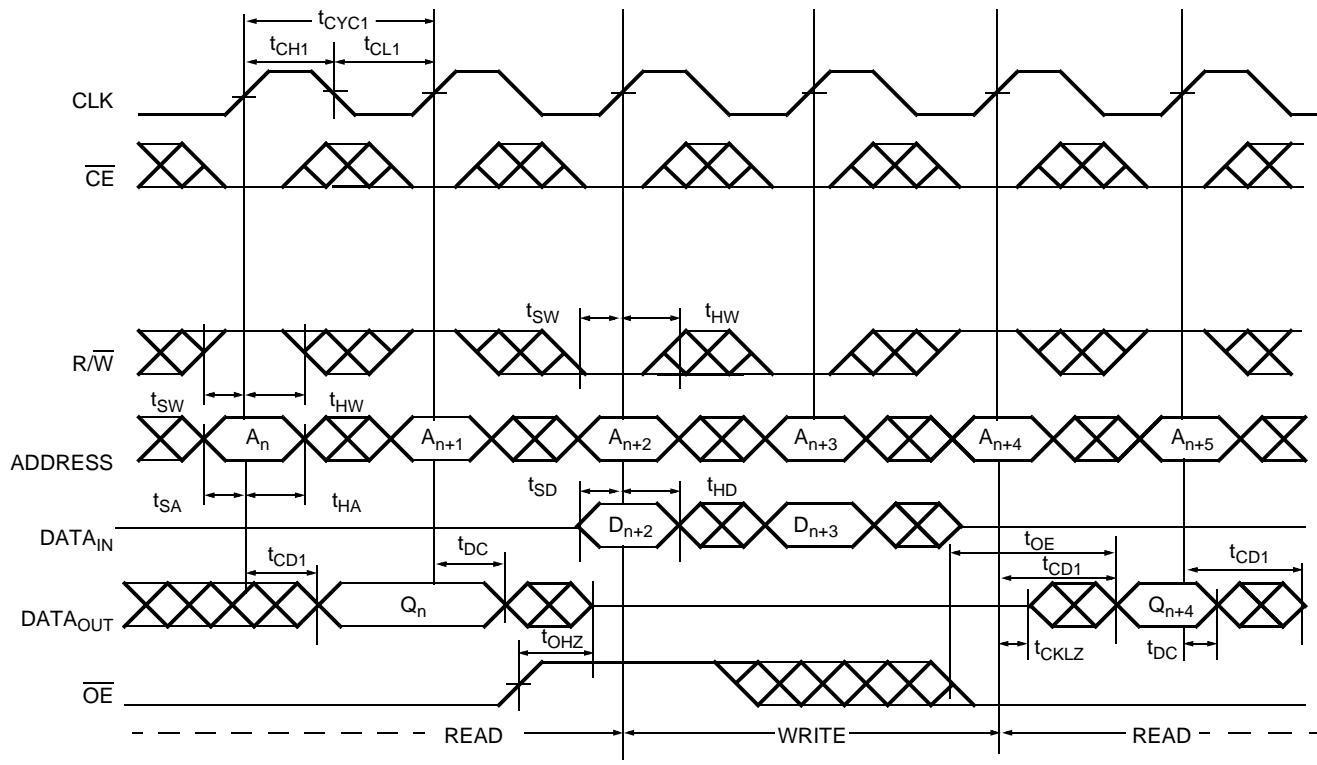 tCYC1
tCH1 tCL1
CLK
CE
tSW tHW
R/W
tSW tHW
An An+1 An+2 An+3 An+4 An+5
ADDRESS
tSA tHA tSD tHD
Dn+2 Dn+3
DATAIN
tOE
tCD1 tDC tCD1 tCD1
Qn Qn+4
DATAOUT
tOHZ tCKLZ tDC
OE
READ WRITE READ